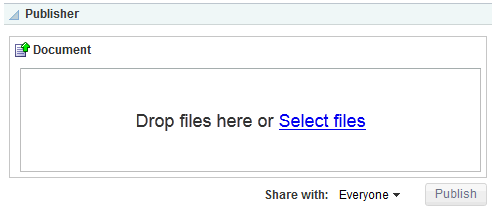 Publisher
Document
Drop files here or Select files
Share with: Everyone Publish